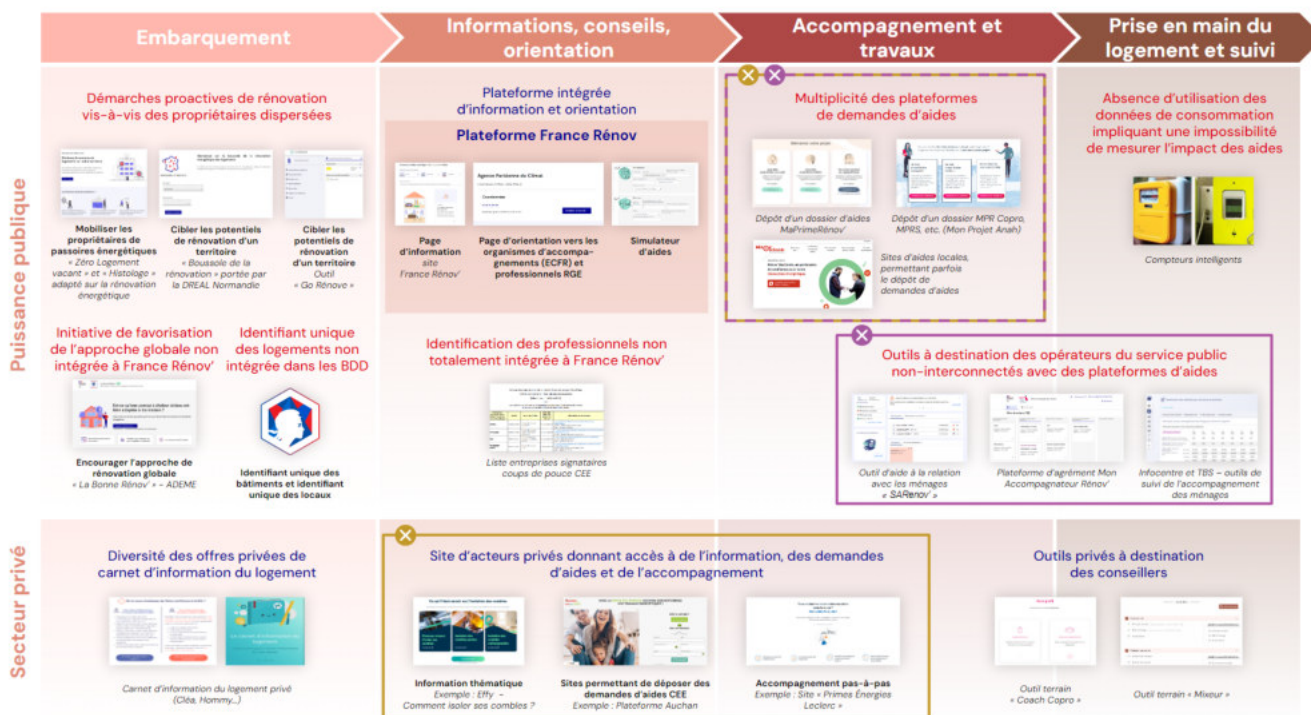 Embarquement
Informations, conseils,
orientation
Accompagnement et
travaux
Prise en main du
logement et suivi
Puissance publique
Démarches proactives de rénovation
vis-à-vis des propriétaires dispersées
Mobiliser les
propriétaires de
passoires énergétiques
« Zéro Logement
vacant » et « Histologe »
adapté sur la rénovation
énergétique
Cibler les potentiels
de rénovation d'un
territoire
« Boussole de la
rénovation » portée par
la DREAL Normandie
Cibler les
potentiels de
rénovation
d'un territoire
Outil
« Go Rénove »
Initiative de favorisation
de l'approche globale non
intégrée à France Rénov'
Encourager l'approche de
rénovation globale
« La Bonne Rénov' » – ADEME
Identifiant unique
des logements non
intégrée dans les BDD
Identifiant unique des
bâtiments et identifiant
unique des locaux
Plateforme intégrée
d'information et orientation
Plateforme France Rénov
Agence Parisienne du Climat
Page
d'information
site
France Rénov'
Page d'orientation vers les
organismes d'accompa-
gnements (ECFR) et
professionnels RGE
Simulateur
d'aides
Identification des professionnels non
totalement intégrée à France Rénov'
Liste entreprises signataires
coups de pouce CEE
Multiplicité des plateformes
de demandes d'aides
Dépôt d'un dossier d'aides
MaPrimeRénov'
Dépôt d'un dossier MPR Copro,
MPRS, etc. (Mon Projet Anah)
Sites d'aides locales,
permettant parfois
le dépôt de
demandes d'aides
Absence d'utilisation des
données de consommation
impliquant une impossibilité
de mesurer l'impact des aides
Compteurs intelligents
Outils à destination des opérateurs du service public
non-interconnectés avec des plateformes d'aides
Outil d'aide à la relation
avec les ménages
« SARenov' »
Plateforme d'agrément Mon
Accompagnateur Rénov'
Infocentre et TBS – outils de
suivi de l'accompagnement
des ménages
Secteur privé
Diversité des offres privées de
carnet d'information du logement
Carnet d'information du logement privé
(Cléa, Hommy...)
Site d'acteurs privés donnant accès à de l'information, des demandes
d'aides et de l'accompagnement
Information thématique
Exemple : Effy –
Comment isoler ses combles ?
Sites permettant de déposer des
demandes d'aides CEE
Exemple : Plateforme Auchan
Accompagnement pas-à-pas
Exemple : Site « Primes Énergies
Leclerc »
Outils privés à destination
des conseillers
Outil terrain
« Coach Copro »
Outil terrain « Mixeur »